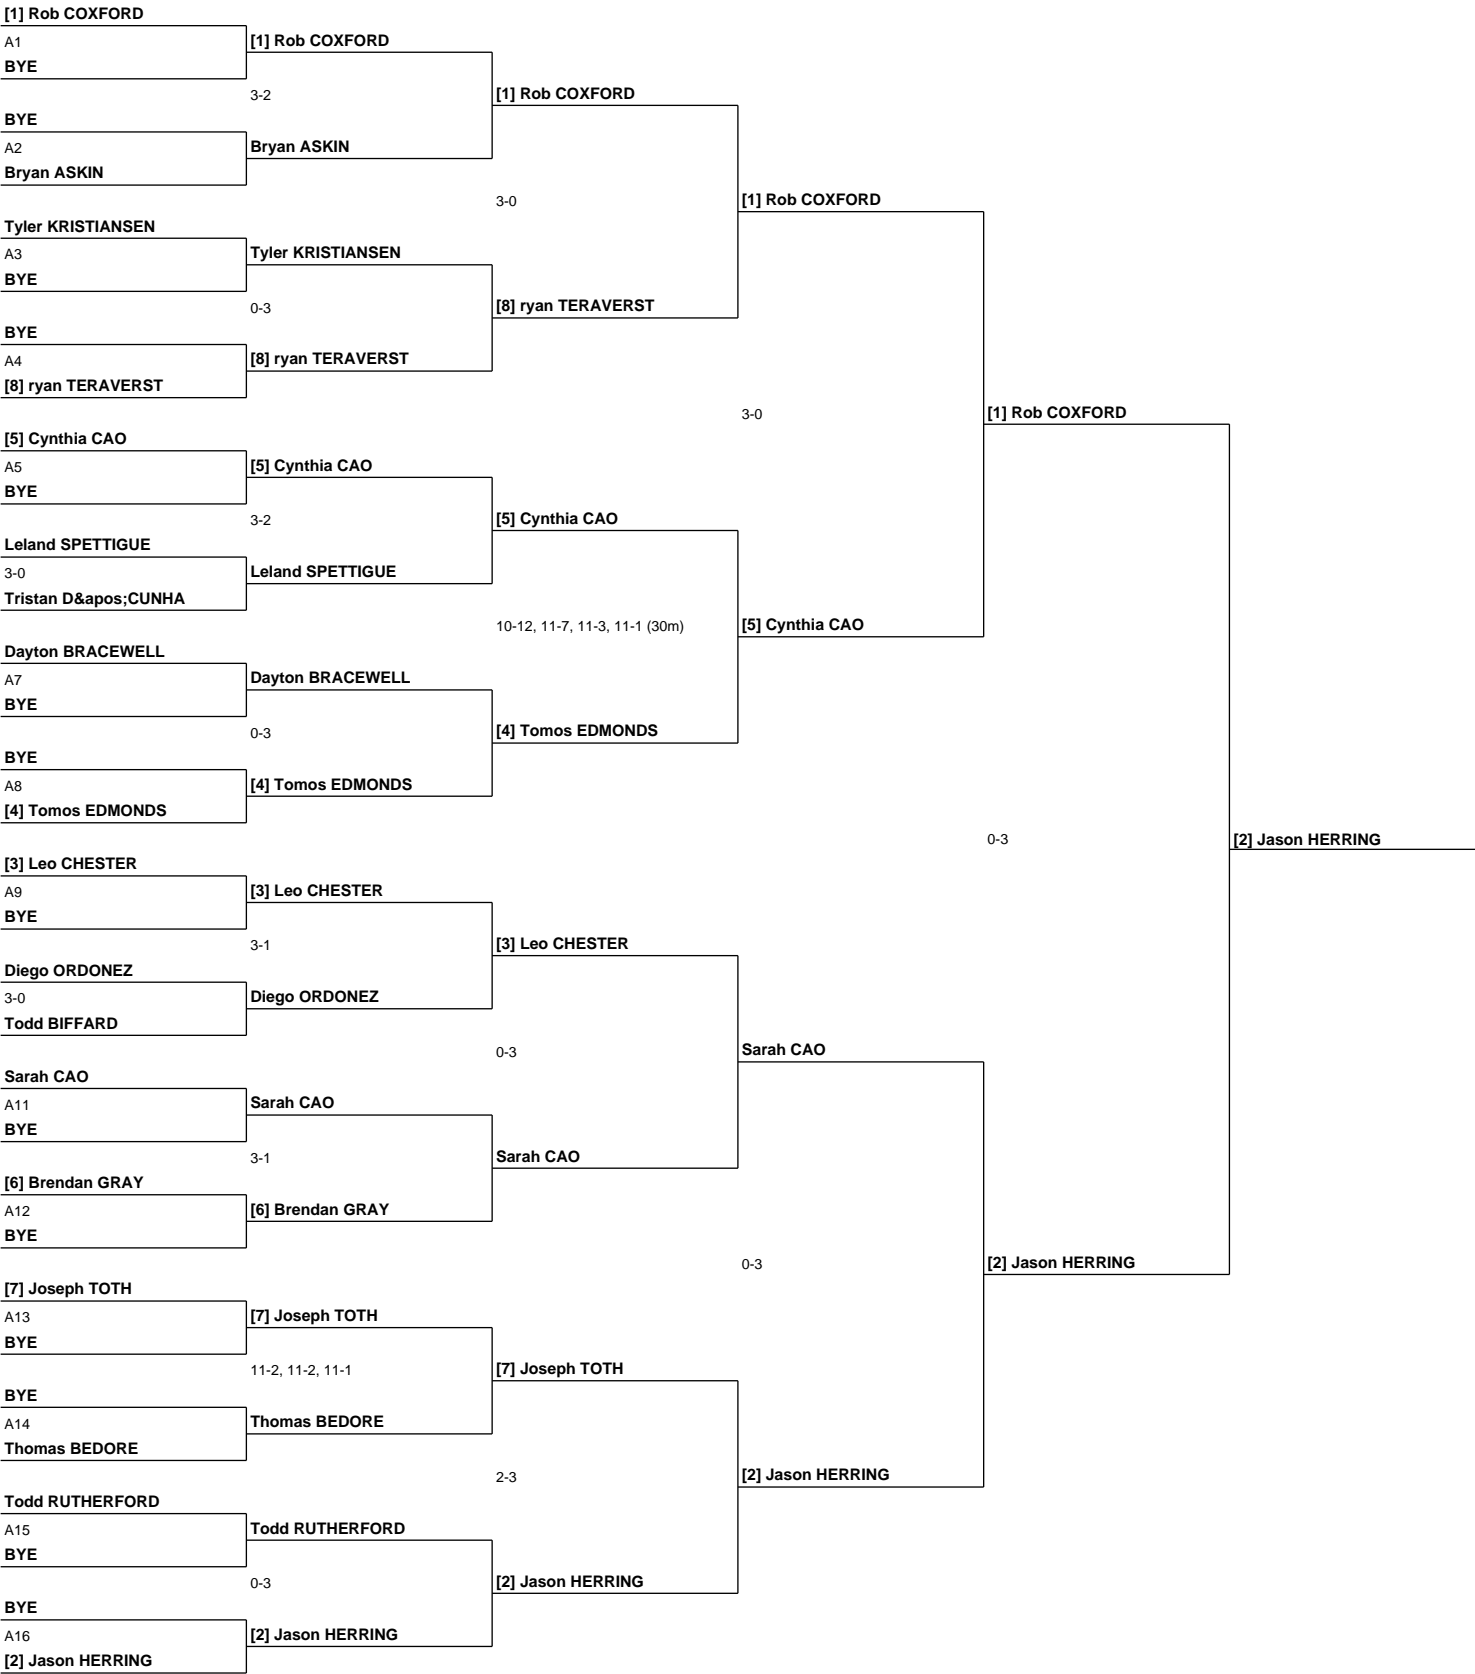 [1] Rob COXFORD
A1
BYE
BYE
A2
Bryan ASKIN
Tyler KRISTIANSEN
A3
BYE
BYE
A4
[8] ryan TERAVERST
[5] Cynthia CAO
A5
BYE
Leland SPETTIGUE
3-0
Tristan D&apos;CUNHA
Dayton BRACEWELL
A7
BYE
BYE
A8
[4] Tomos EDMONDS
[3] Leo CHESTER
A9
BYE
Diego ORDONEZ
3-0
Todd BIFFARD
Sarah CAO
A11
BYE
[6] Brendan GRAY
A12
BYE
[7] Joseph TOTH
A13
BYE
BYE
A14
Thomas BEDORE
Todd RUTHERFORD
A15
BYE
BYE
A16
[2] Jason HERRING
[1] Rob COXFORD
3-2
Bryan ASKIN
Tyler KRISTIANSEN
0-3
[8] ryan TERAVERST
[5] Cynthia CAO
3-2
Leland SPETTIGUE
Dayton BRACEWELL
0-3
[4] Tomos EDMONDS
[3] Leo CHESTER
3-1
Diego ORDONEZ
Sarah CAO
3-1
[6] Brendan GRAY
[7] Joseph TOTH
11-2, 11-2, 11-1
Thomas BEDORE
Todd RUTHERFORD
0-3
[2] Jason HERRING
[1] Rob COXFORD
3-0
[8] ryan TERAVERST
[5] Cynthia CAO
10-12, 11-7, 11-3, 11-1 (30m)
[4] Tomos EDMONDS
[3] Leo CHESTER
0-3
Sarah CAO
[7] Joseph TOTH
2-3
[2] Jason HERRING
[1] Rob COXFORD
3-0
[5] Cynthia CAO
Sarah CAO
0-3
[2] Jason HERRING
[1] Rob COXFORD
0-3
[2] Jason HERRING
[2] Jason HERRING